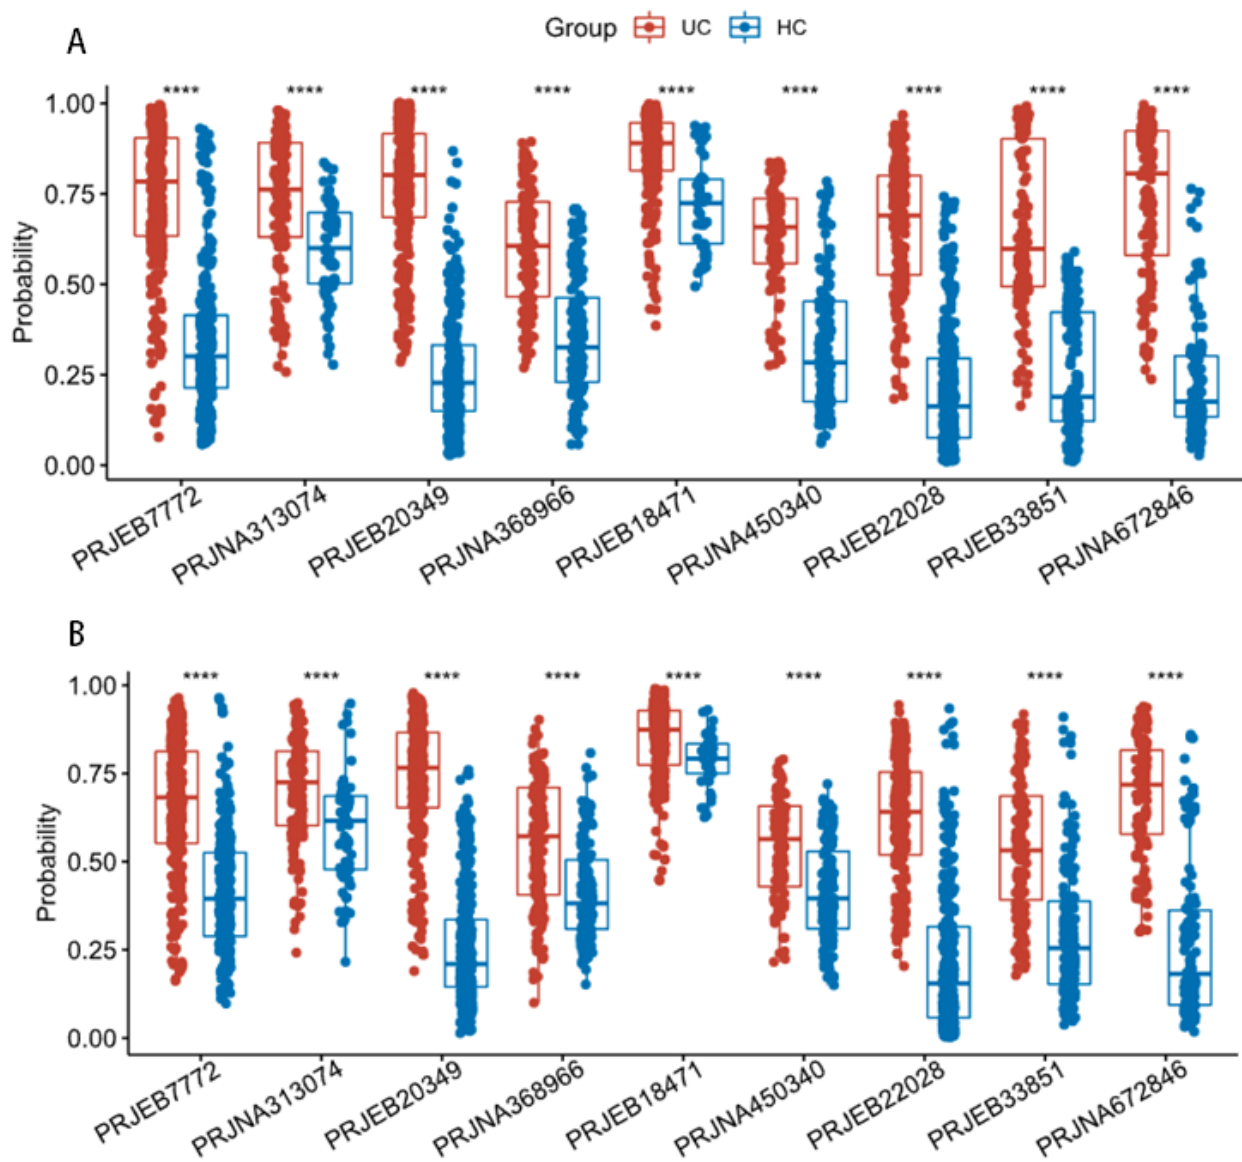 Group UC HC
A
**** **** **** **** **** **** **** **** ****
1.00
0.75
0.50
0.25
0.00
Probability
PRJEB7772 PRJNA313074 PRJEB20349 PRJNA368966 PRJEB18471 PRJNA450340 PRJEB22028 PRJEB33851 PRJNA672846
B
**** **** **** **** **** **** **** **** ****
1.00
0.75
0.50
0.25
0.00
Probability
PRJEB7772 PRJNA313074 PRJEB20349 PRJNA368966 PRJEB18471 PRJNA450340 PRJEB22028 PRJEB33851 PRJNA672846